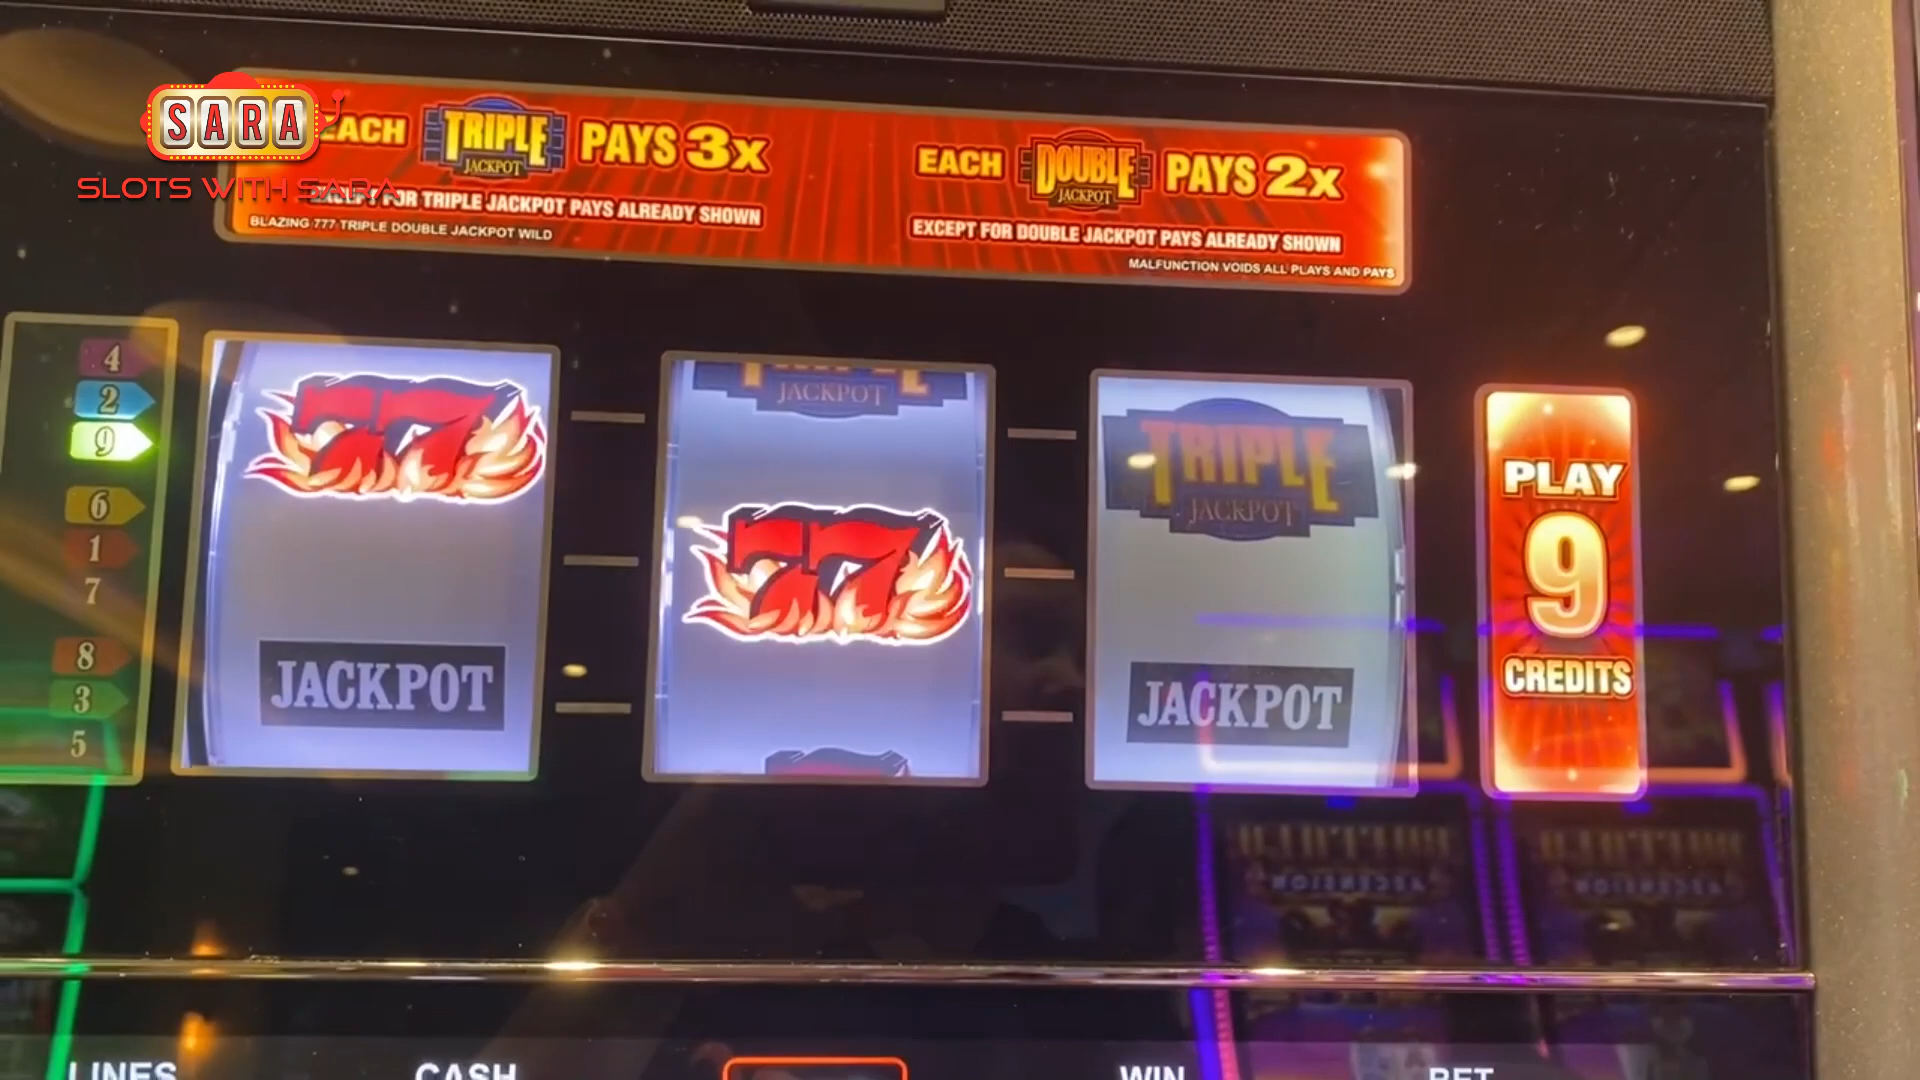 SARA
SLOTS WITH SARA
EACH TRIPLE JACKPOT PAYS 3x
EXCEPT FOR TRIPLE JACKPOT PAYS ALREADY SHOWN
BLAZING 777 TRIPLE DOUBLE JACKPOT WILD
EACH DOUBLE JACKPOT PAYS 2x
EXCEPT FOR DOUBLE JACKPOT PAYS ALREADY SHOWN
MALFUNCTION VOIDS ALL PLAYS AND PAYS
4
2
9
6
1
7
8
3
5
77
JACKPOT
JACKPOT
77
TRIPLE
JACKPOT
JACKPOT
PLAY
9
CREDITS
LINES
CASH
WIN
BET